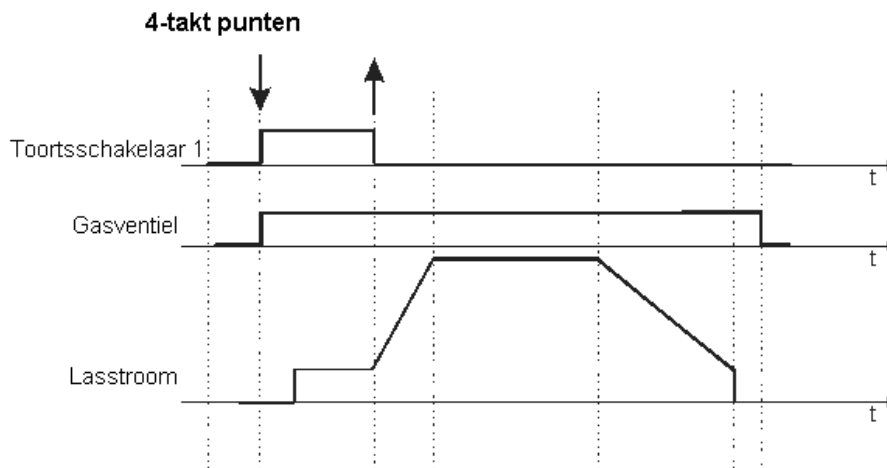 4-takt punten
Toortsschakelaar 1
t
Gasventiel
t
Lasstroom
t